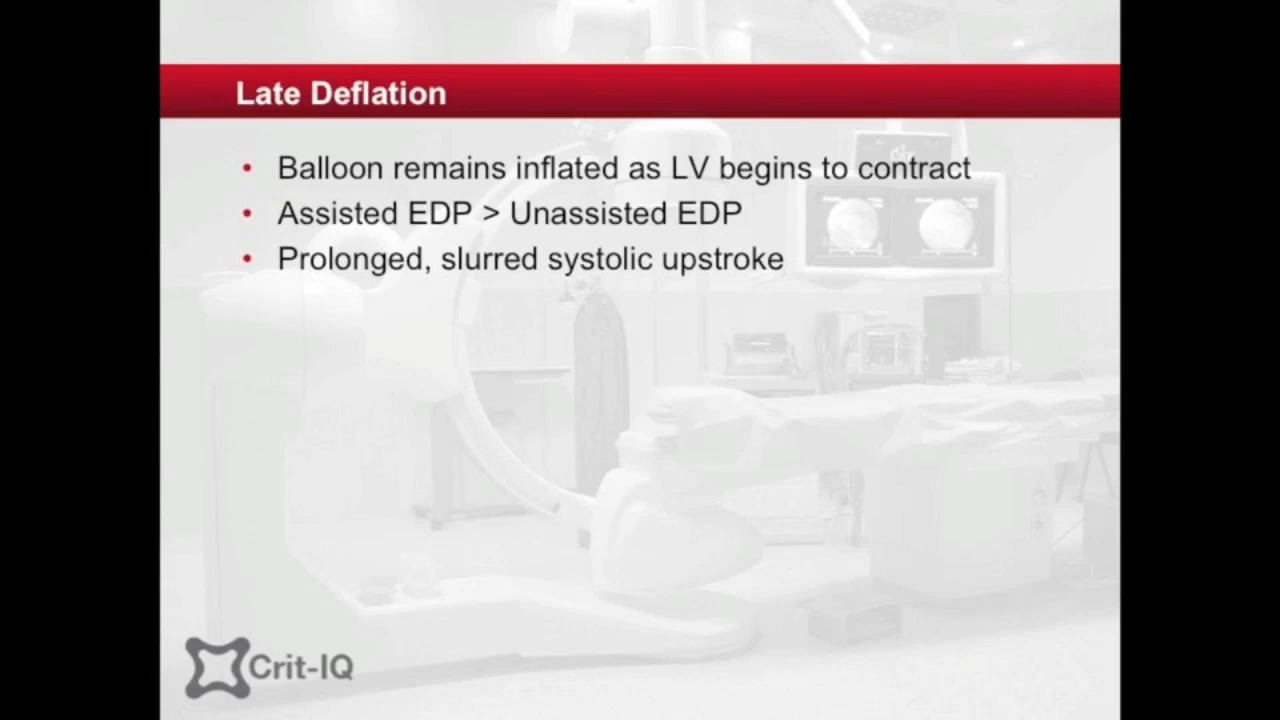 Late Deflation
• Balloon remains inflated as LV begins to contract
• Assisted EDP > Unassisted EDP
• Prolonged, slurred systolic upstroke
Crit-IQ